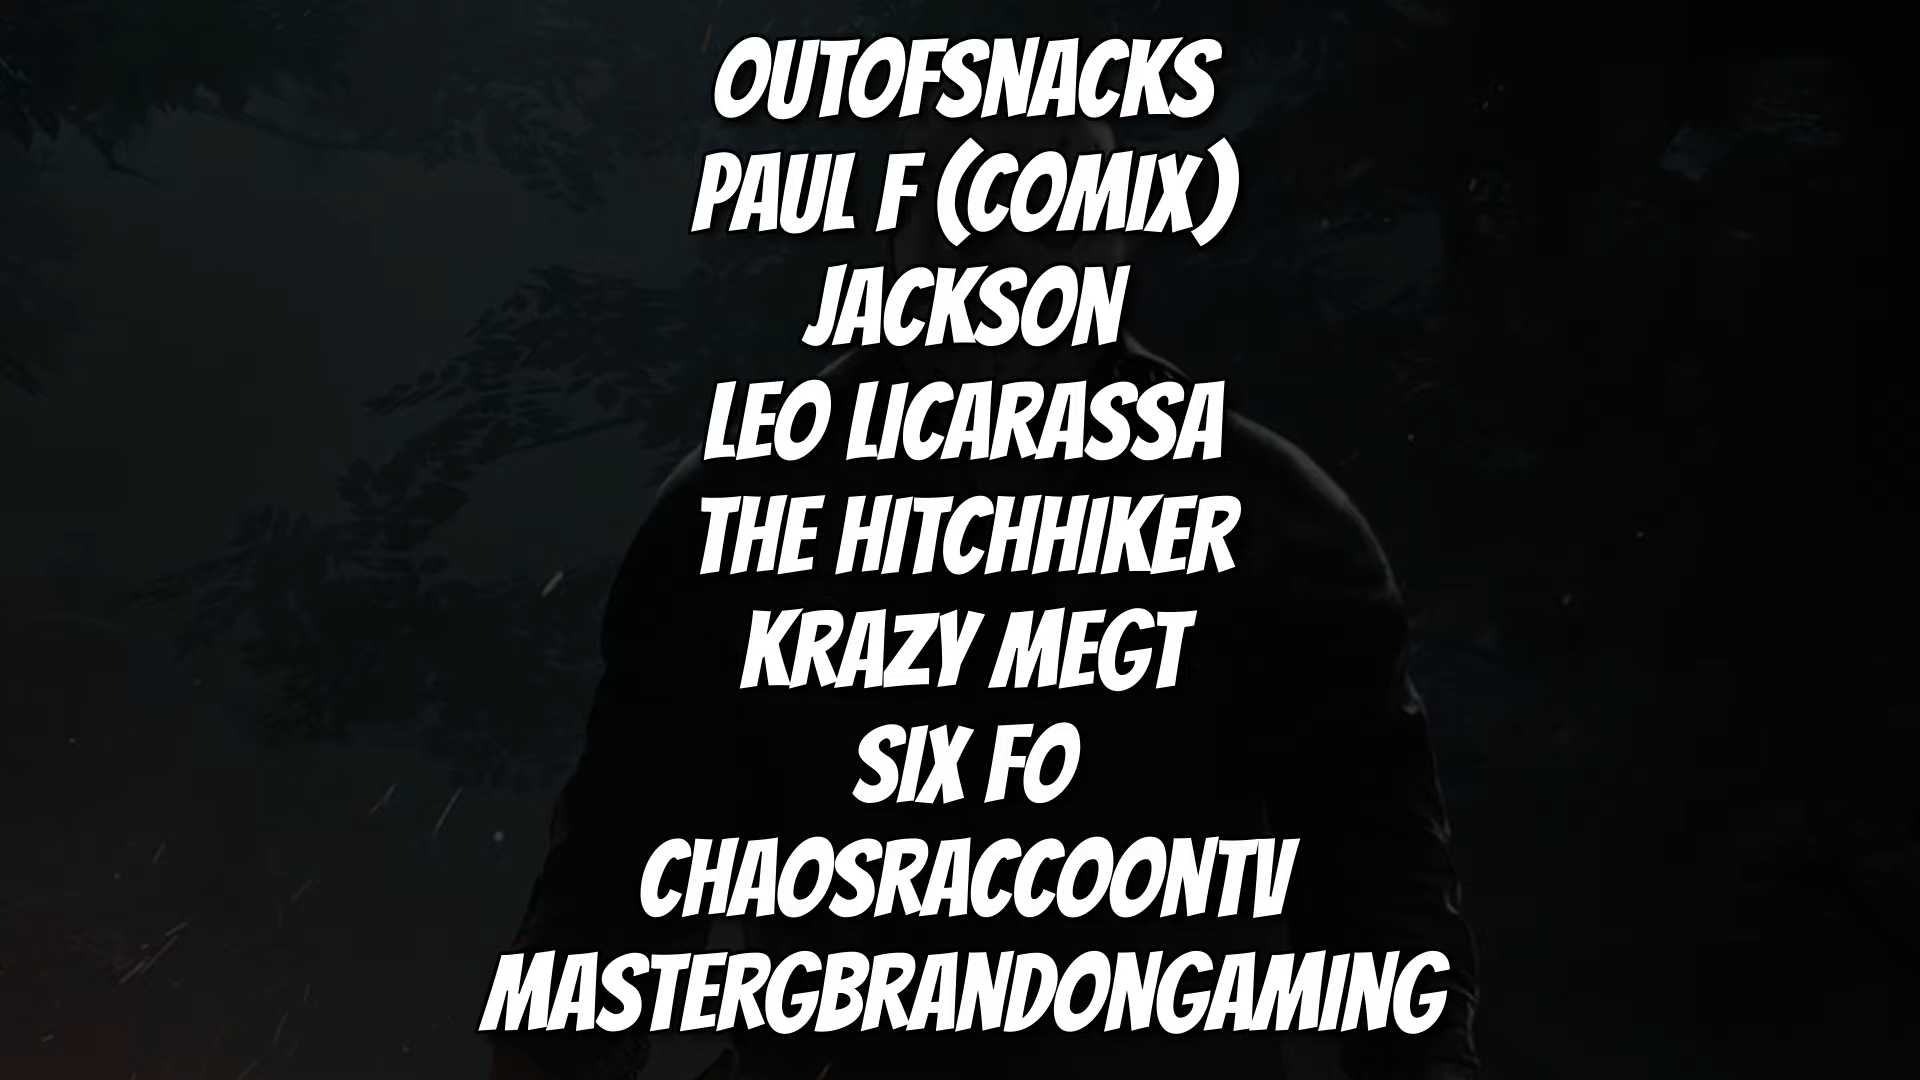 OUTOFSNACKS
PAUL F (COMIX)
JACKSON
LEO LICARASSA
THE HITCHHIKER
KRAZY MEGT
SIX FO
CHAOSRACCOONTV
MASTERGBRANDONGAMING